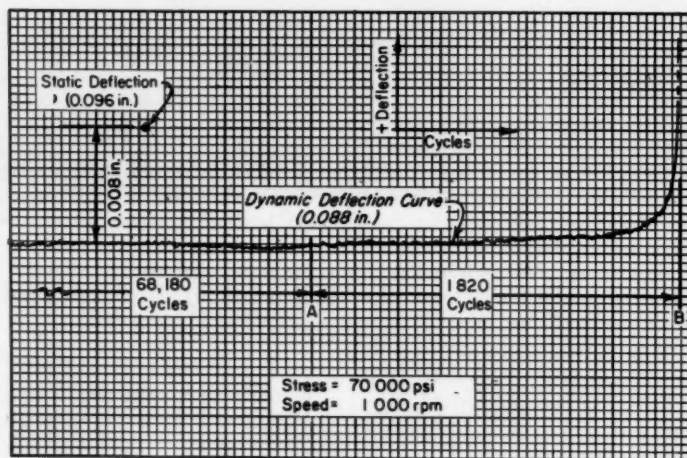 Static Deflection
(0.096 in.)
+ Deflection
Cycles
0.008 in.
Dynamic Deflection Curve
(0.088 in.)
68,180
Cycles
1 820
Cycles
A
B
Stress = 70 000 psi
Speed= 1 000 rpm